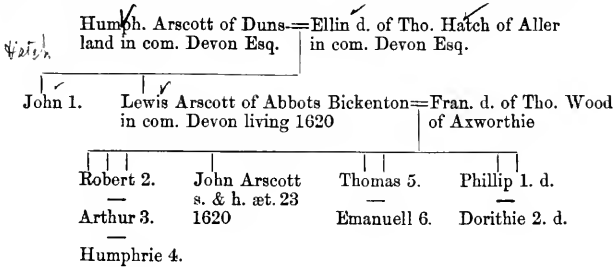 Humph. Arscott of Duns-=Ellin d. of Tho. Hatch of Aller
land in com. Devon Esq. in com. Devon Esq.
John 1. Lewis Arscott of Abbots Bickenton=Fran. d. of Tho. Wood
in com. Devon living 1620 of Axworthie
Robert 2. John Arscott Thomas 5. Phillip 1. d.
s. & h. æt. 23
Arthur 3. 1620 Emanuell 6. Dorithie 2. d.
Humphrie 4.